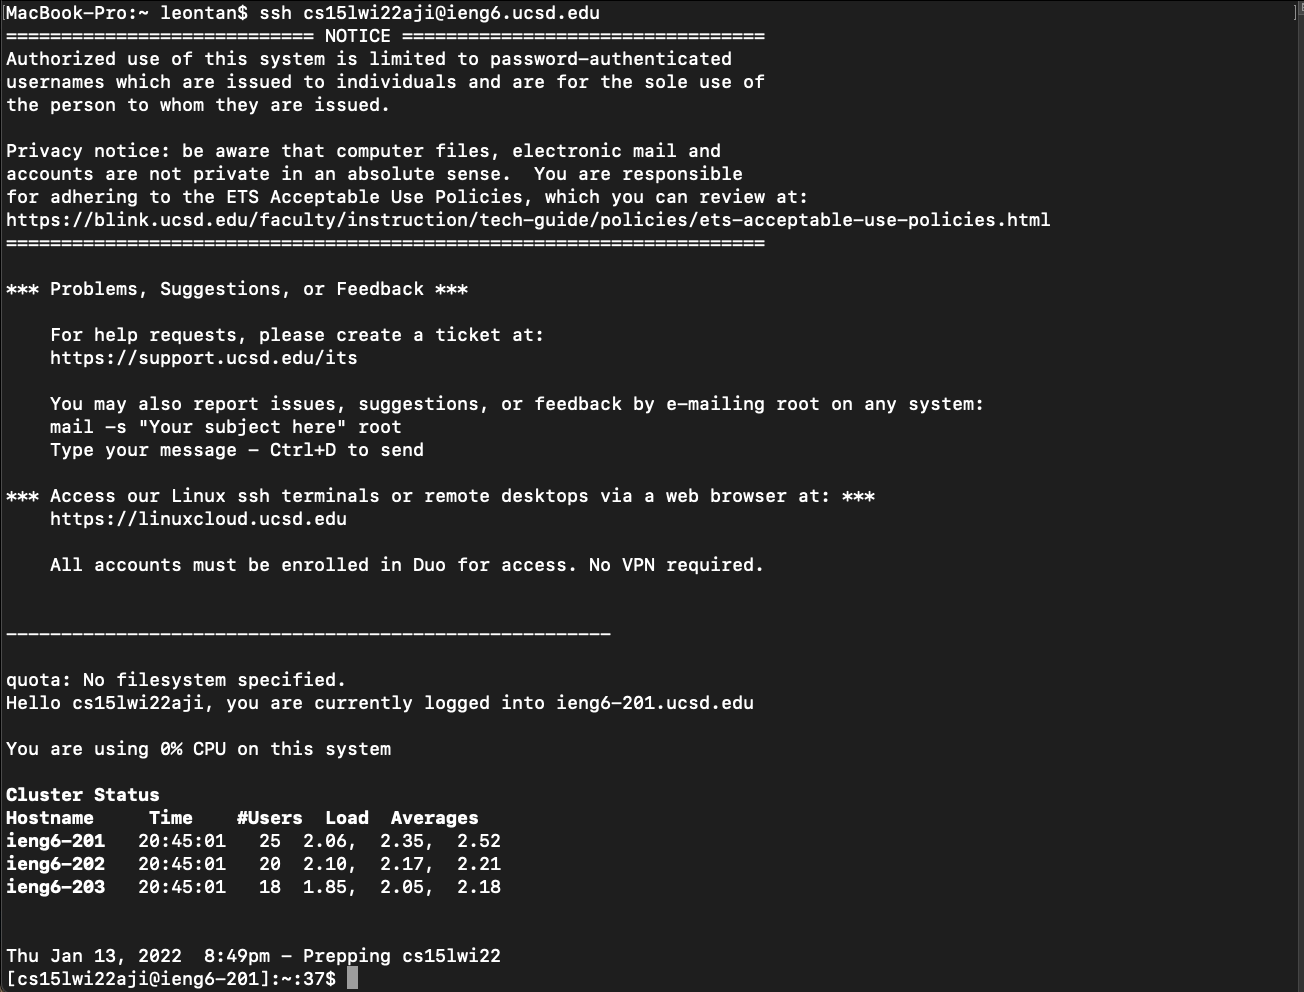 MacBook-Pro:~ leontan$ ssh cs15lwi22aji@ieng6.ucsd.edu
============================ NOTICE =================================
Authorized use of this system is limited to password-authenticated
usernames which are issued to individuals and are for the sole use of
the person to whom they are issued.

Privacy notice: be aware that computer files, electronic mail and
accounts are not private in an absolute sense.  You are responsible
for adhering to the ETS Acceptable Use Policies, which you can review at:
https://blink.ucsd.edu/faculty/instruction/tech-guide/policies/ets-acceptable-use-policies.html
=====================================================================

*** Problems, Suggestions, or Feedback ***

    For help requests, please create a ticket at:
    https://support.ucsd.edu/its

    You may also report issues, suggestions, or feedback by e-mailing root on any system:
    mail -s "Your subject here" root
    Type your message - Ctrl+D to send

*** Access our Linux ssh terminals or remote desktops via a web browser at: ***
    https://linuxcloud.ucsd.edu

    All accounts must be enrolled in Duo for access. No VPN required.

-------------------------------------------------------

quota: No filesystem specified.
Hello cs15lwi22aji, you are currently logged into ieng6-201.ucsd.edu

You are using 0% CPU on this system

Cluster Status
Hostname     Time    #Users  Load  Averages
ieng6-201   20:45:01   25  2.06,  2.35,  2.52
ieng6-202   20:45:01   20  2.10,  2.17,  2.21
ieng6-203   20:45:01   18  1.85,  2.05,  2.18

Thu Jan 13, 2022  8:49pm - Prepping cs15lwi22
[cs15lwi22aji@ieng6-201]:~:37$